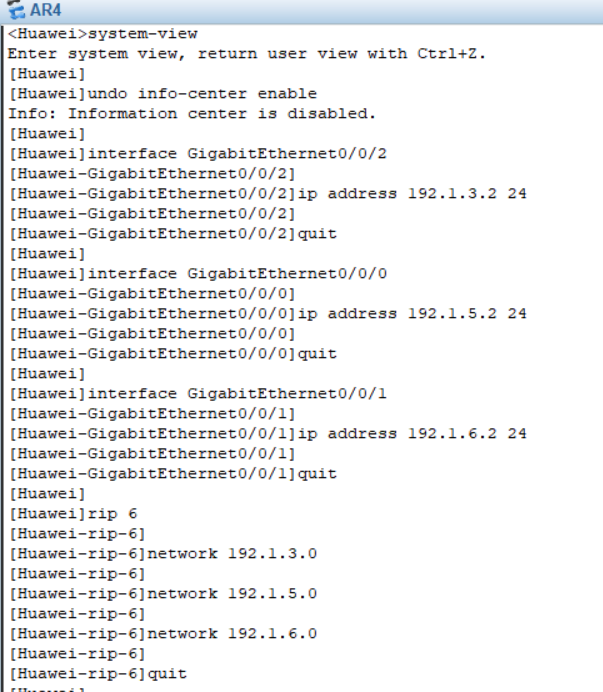 AR4
<Huawei>system-view
Enter system view, return user view with Ctrl+Z.
[Huawei]
[Huawei]undo info-center enable
Info: Information center is disabled.
[Huawei]
[Huawei]interface GigabitEthernet0/0/2
[Huawei-GigabitEthernet0/0/2]
[Huawei-GigabitEthernet0/0/2]ip address 192.1.3.2 24
[Huawei-GigabitEthernet0/0/2]
[Huawei-GigabitEthernet0/0/2]quit
[Huawei]
[Huawei]interface GigabitEthernet0/0/0
[Huawei-GigabitEthernet0/0/0]
[Huawei-GigabitEthernet0/0/0]ip address 192.1.5.2 24
[Huawei-GigabitEthernet0/0/0]
[Huawei-GigabitEthernet0/0/0]quit
[Huawei]
[Huawei]interface GigabitEthernet0/0/1
[Huawei-GigabitEthernet0/0/1]
[Huawei-GigabitEthernet0/0/1]ip address 192.1.6.2 24
[Huawei-GigabitEthernet0/0/1]
[Huawei-GigabitEthernet0/0/1]quit
[Huawei]
[Huawei]rip 6
[Huawei-rip-6]
[Huawei-rip-6]network 192.1.3.0
[Huawei-rip-6]
[Huawei-rip-6]network 192.1.5.0
[Huawei-rip-6]
[Huawei-rip-6]network 192.1.6.0
[Huawei-rip-6]
[Huawei-rip-6]quit
[Huawei]